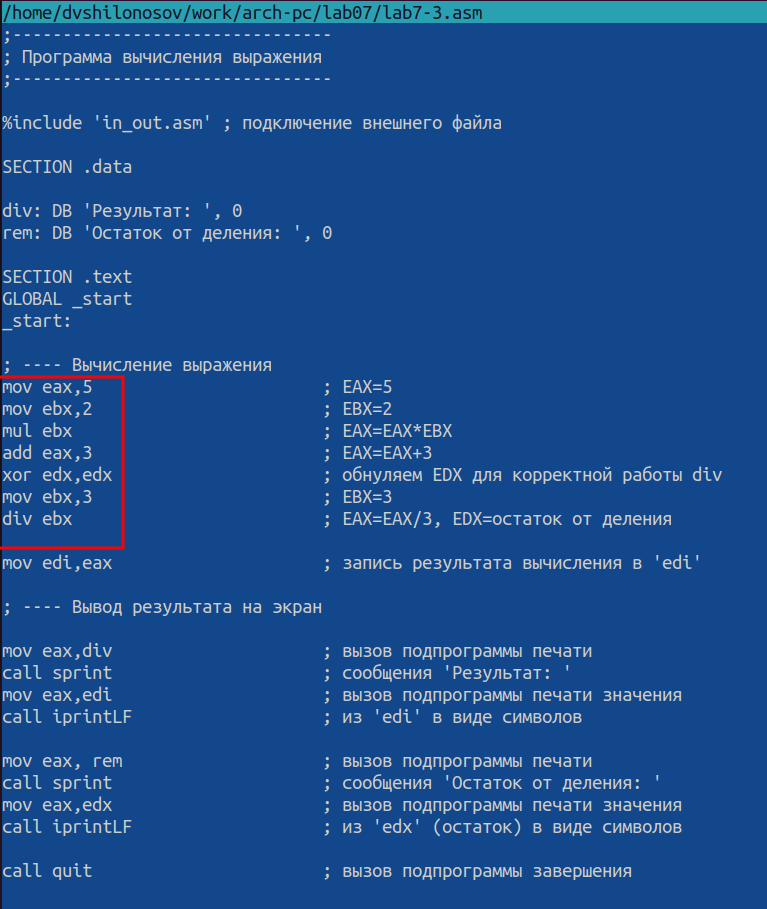 /home/dvshilonosov/work/arch-pc/lab07/lab7-3.asm
;--------------------------------
; Программа вычисления выражения
;--------------------------------
%include 'in_out.asm' ; подключение внешнего файла
SECTION .data
div: DB 'Результат: ', 0
rem: DB 'Остаток от деления: ', 0
SECTION .text
GLOBAL _start
_start:
; ---- Вычисление выражения
mov eax,5 ; EAX=5
mov ebx,2 ; EBX=2
mul ebx ; EAX=EAX*EBX
add eax,3 ; EAX=EAX+3
xor edx,edx ; обнуляем EDX для корректной работы div
mov ebx,3 ; EBX=3
div ebx ; EAX=EAX/3, EDX=остаток от деления
mov edi,eax ; запись результата вычисления в 'edi'
; ---- Вывод результата на экран
mov eax,div ; вызов подпрограммы печати
call sprint ; сообщения 'Результат: '
mov eax,edi ; вызов подпрограммы печати значения
call iprintLF ; из 'edi' в виде символов
mov eax, rem ; вызов подпрограммы печати
call sprint ; сообщения 'Остаток от деления: '
mov eax,edx ; вызов подпрограммы печати значения
call iprintLF ; из 'edx' (остаток) в виде символов
call quit ; вызов подпрограммы завершения